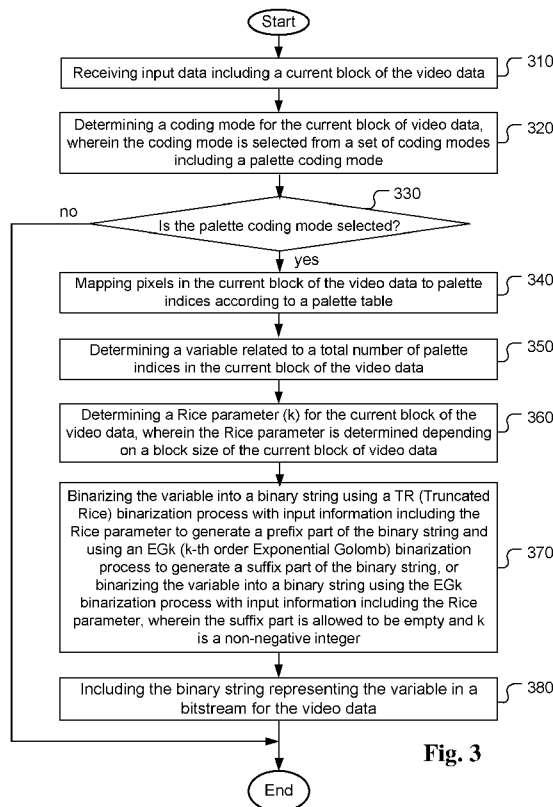 Start
Receiving input data including a current block of the video data
310
Determining a coding mode for the current block of video data,
wherein the coding mode is selected from a set of coding modes
including a palette coding mode
320
330
no
Is the palette coding mode selected?
yes
Mapping pixels in the current block of the video data to palette
indices according to a palette table
340
Determining a variable related to a total number of palette
indices in the current block of the video data
350
Determining a Rice parameter (k) for the current block of the
video data, wherein the Rice parameter is determined depending
on a block size of the current block of video data
360
Binarizing the variable into a binary string using a TR (Truncated
Rice) binarization process with input information including the
Rice parameter to generate a prefix part of the binary string and
using an EGk (k-th order Exponential Golomb) binarization
process to generate a suffix part of the binary string, or
binarizing the variable into a binary string using the EGk
binarization process with input information including the Rice
parameter, wherein the suffix part is allowed to be empty and k
is a non-negative integer
370
Including the binary string representing the variable in a
bitstream for the video data
380
Fig. 3
End